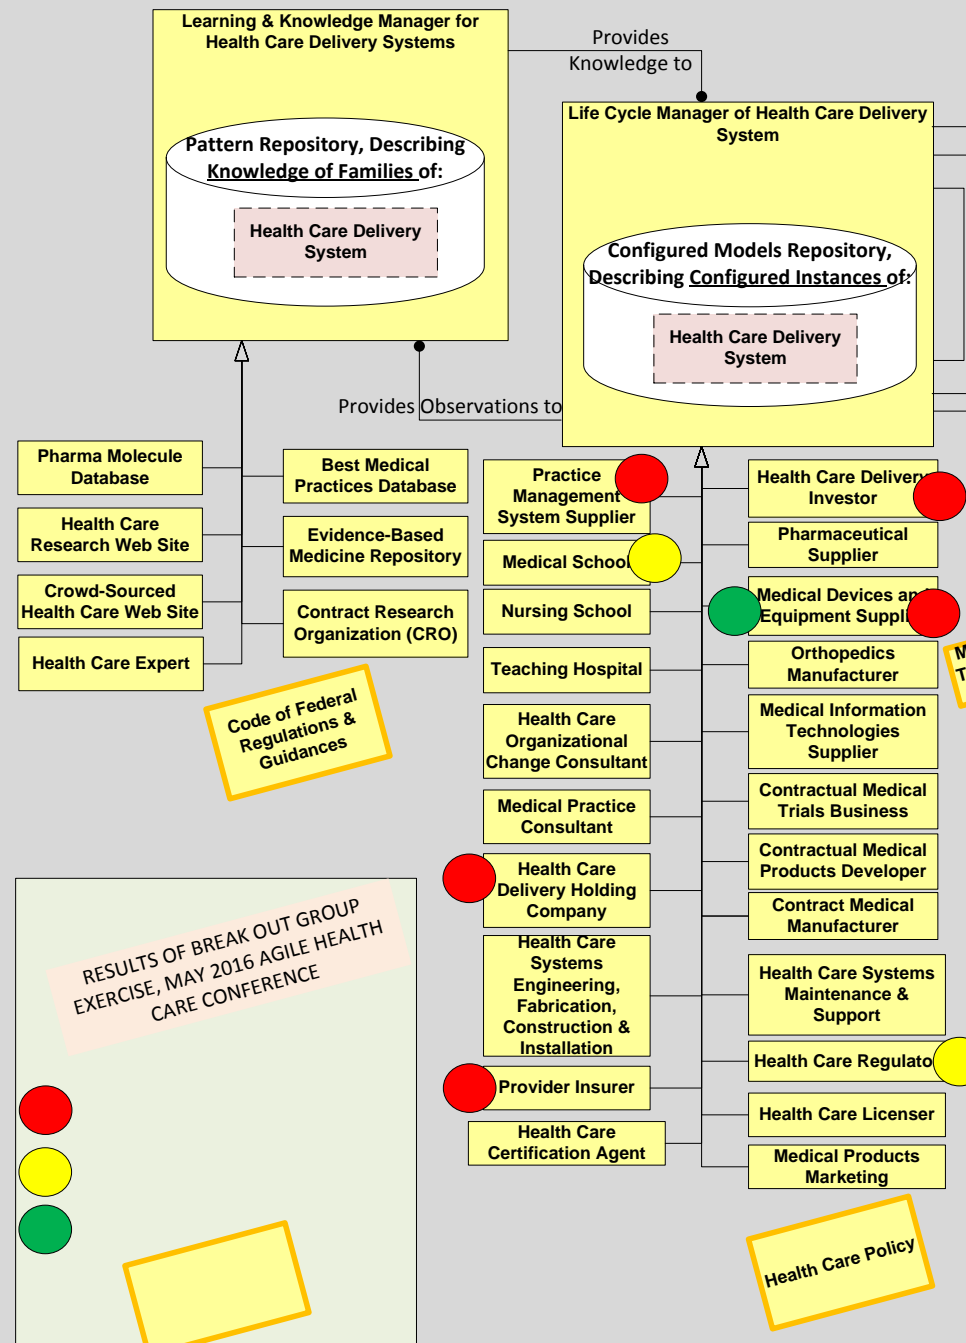 Learning & Knowledge Manager for
Health Care Delivery Systems
Pattern Repository, Describing
Knowledge of Families of:
Health Care Delivery
System
Provides
Knowledge to
Life Cycle Manager of Health Care Delivery
System
Configured Models Repository,
Describing Configured Instances of:
Health Care Delivery
System
Provides Observations to
Pharma Molecule
Database
Health Care
Research Web Site
Crowd-Sourced
Health Care Web Site
Health Care Expert
Best Medical
Practices Database
Evidence-Based
Medicine Repository
Contract Research
Organization (CRO)
Code of Federal
Regulations &
Guidances
Practice
Management
System Supplier
Medical School
Nursing School
Teaching Hospital
Health Care
Organizational
Change Consultant
Medical Practice
Consultant
Health Care
Delivery Holding
Company
Health Care
Systems
Engineering,
Fabrication,
Construction &
Installation
Provider Insurer
Health Care
Certification Agent
Health Care Delivery
Investor
Pharmaceutical
Supplier
Medical Devices and
Equipment Suppli
Orthopedics
Manufacturer
Medical Information
Technologies
Supplier
Contractual Medical
Trials Business
Contractual Medical
Products Developer
Contract Medical
Manufacturer
Health Care Systems
Maintenance &
Support
Health Care Regulato
Health Care Licenser
Medical Products
Marketing
Health Care Policy
RESULTS OF BREAK OUT GROUP
EXERCISE, MAY 2016 AGILE HEALTH
CARE CONFERENCE